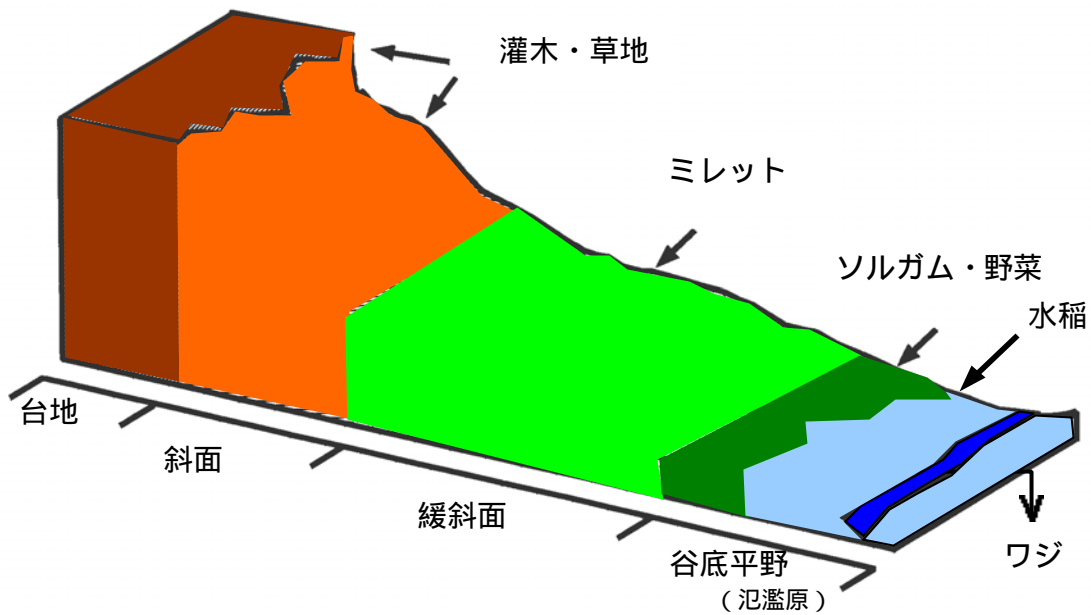 灌木・草地
ミレット
ソルガム・野菜
水稲
台地
斜面
緩斜面
谷底平野
（氾濫原）
ワジ